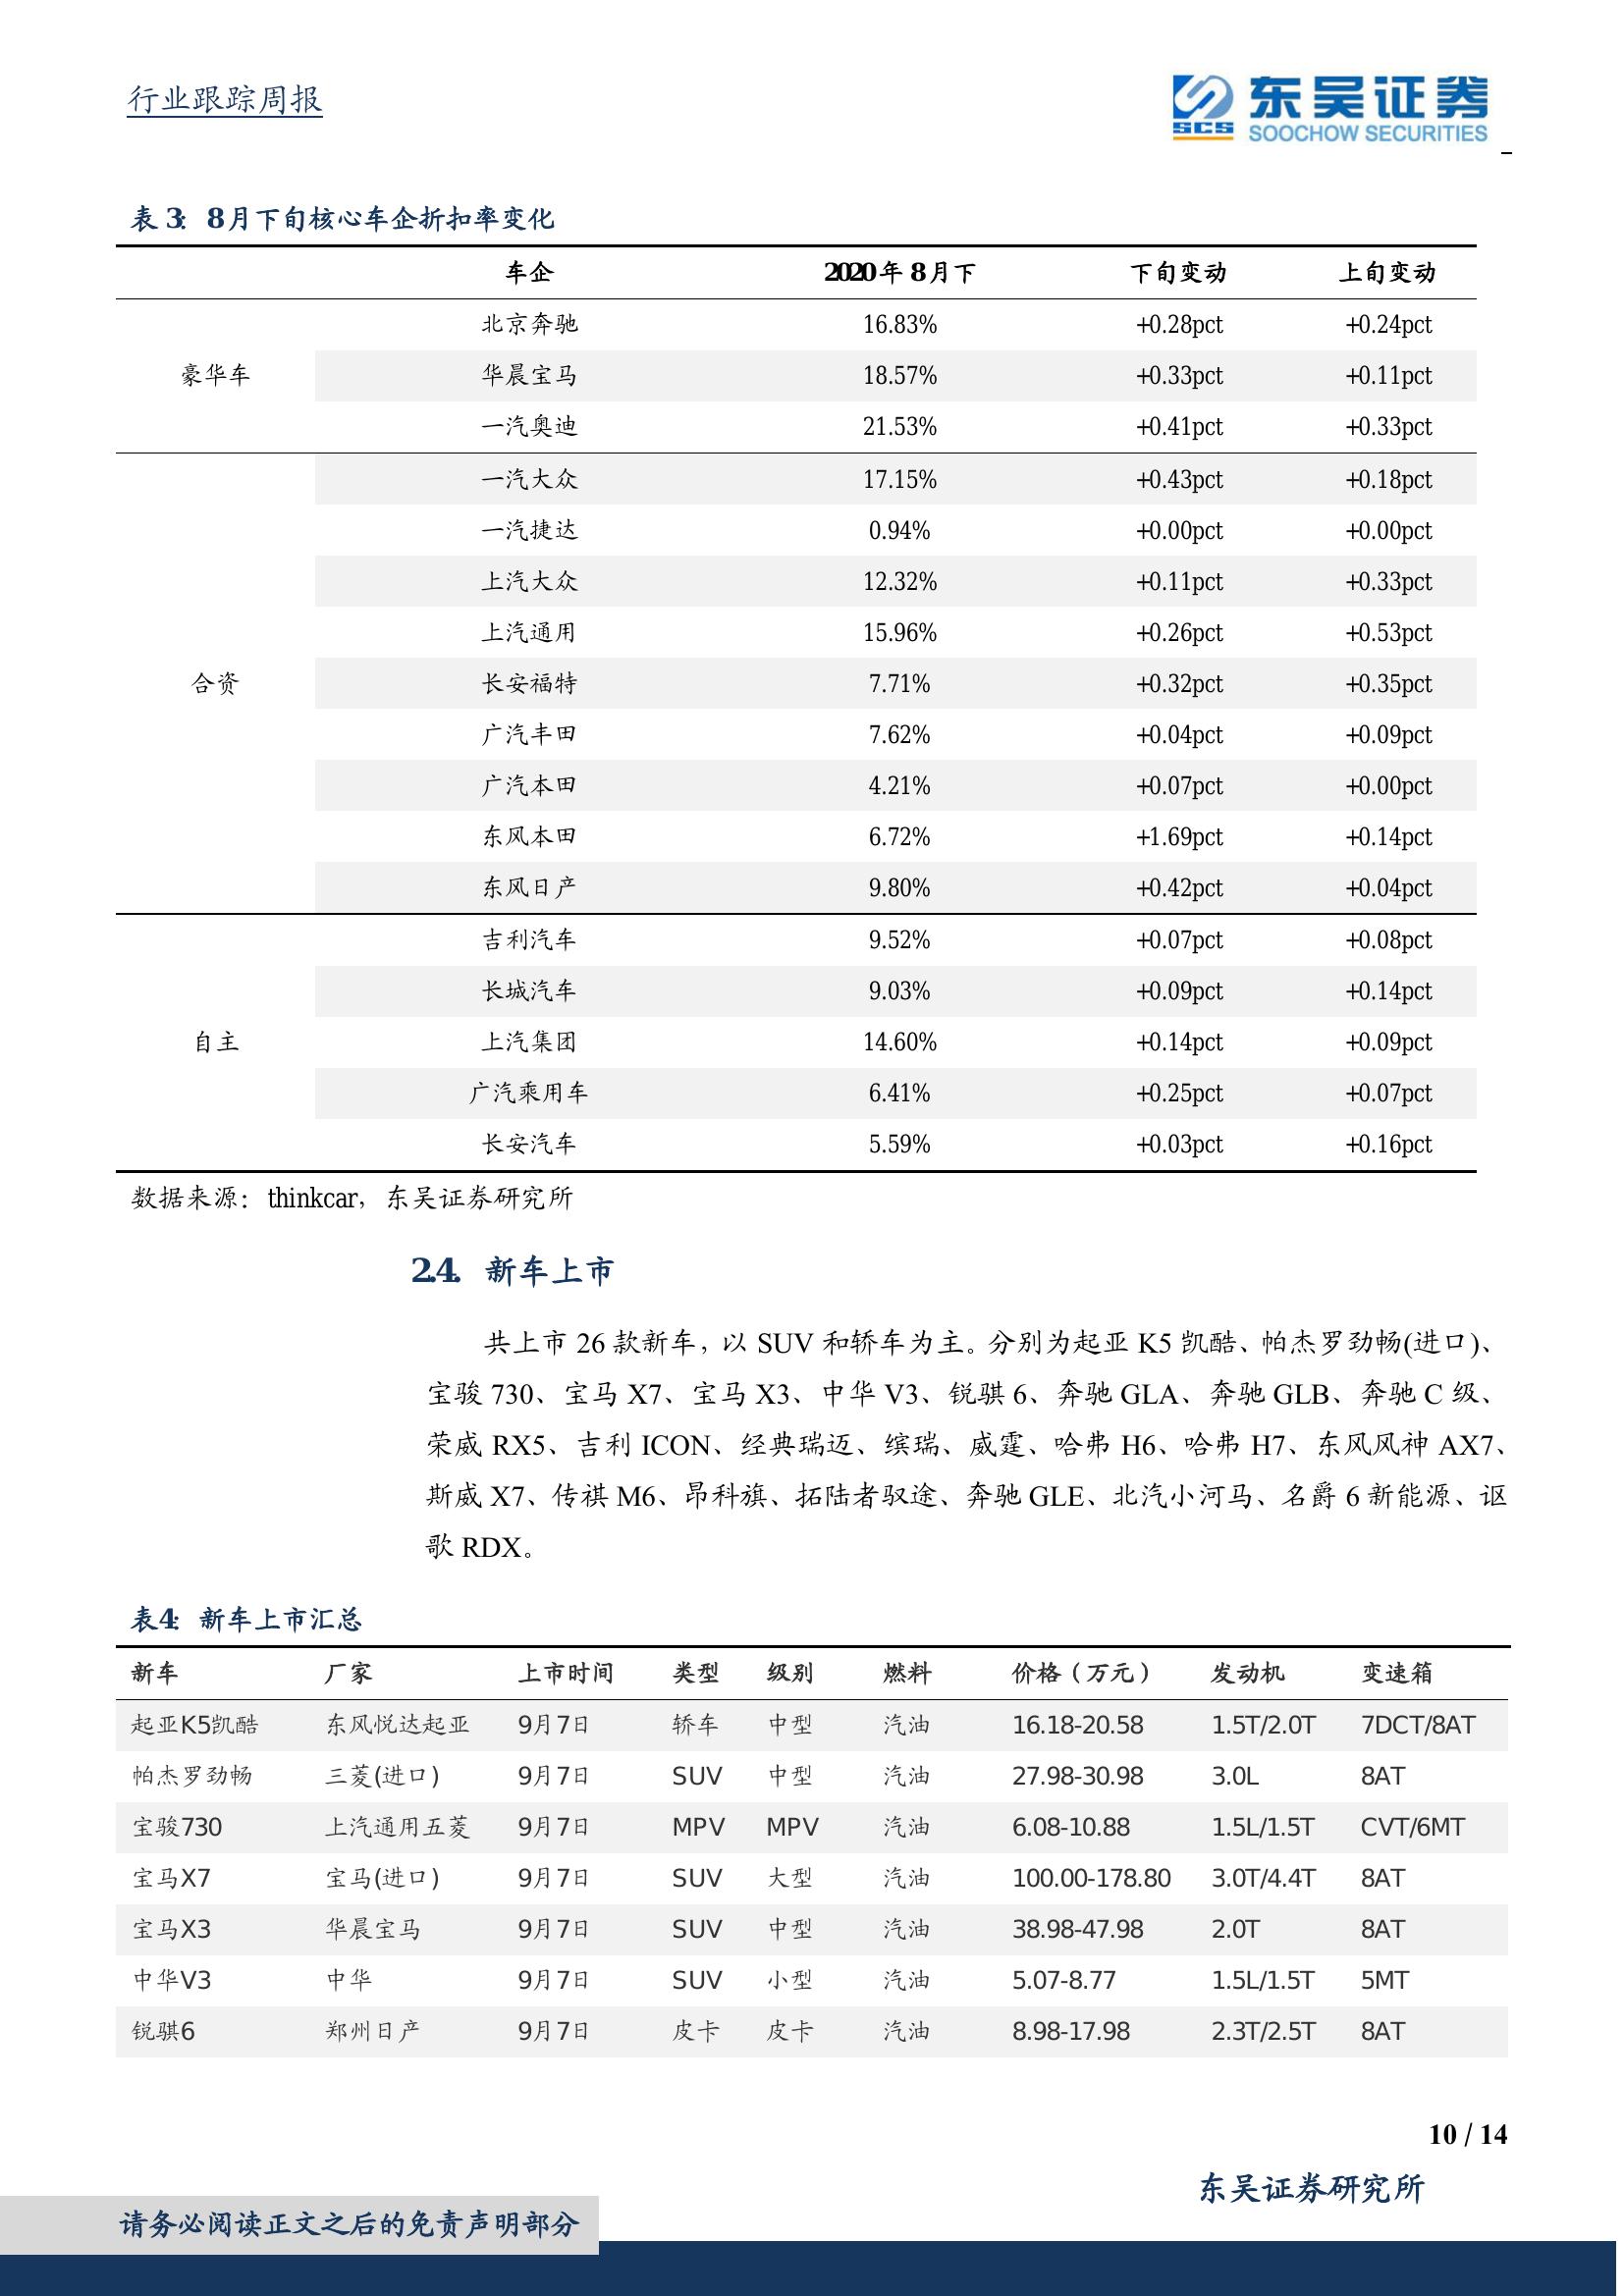 行业跟踪周报
SCS 东吴证券
SOOCHOW SECURITIES
表 3: 8 月下旬核心车企折扣率变化
车企 2020 年 8 月下 下旬变动 上旬变动
北京奔驰 16.83% +0.28pct +0.24pct
豪华车 华晨宝马 18.57% +0.33pct +0.11pct
一汽奥迪 21.53% +0.41pct +0.33pct
一汽大众 17.15% +0.43pct +0.18pct
一汽捷达 0.94% +0.00pct +0.00pct
上汽大众 12.32% +0.11pct +0.33pct
上汽通用 15.96% +0.26pct +0.53pct
合资 长安福特 7.71% +0.32pct +0.35pct
广汽丰田 7.62% +0.04pct +0.09pct
广汽本田 4.21% +0.07pct +0.00pct
东风本田 6.72% +1.69pct +0.14pct
东风日产 9.80% +0.42pct +0.04pct
吉利汽车 9.52% +0.07pct +0.08pct
长城汽车 9.03% +0.09pct +0.14pct
自主 上汽集团 14.60% +0.14pct +0.09pct
广汽乘用车 6.41% +0.25pct +0.07pct
长安汽车 5.59% +0.03pct +0.16pct
数据来源：thinkcar，东吴证券研究所
2.4. 新车上市
共上市 26 款新车，以 SUV 和轿车为主。分别为起亚 K5 凯酷、帕杰罗劲畅(进口)、
宝骏 730、宝马 X7、宝马 X3、中华 V3、锐骐 6、奔驰 GLA、奔驰 GLB、奔驰 C 级、
荣威 RX5、吉利 ICON、经典瑞迈、缤瑞、威霆、哈弗 H6、哈弗 H7、东风风神 AX7、
斯威 X7、传祺 M6、昂科旗、拓陆者驭途、奔驰 GLE、北汽小河马、名爵 6 新能源、讴
歌 RDX。
表4: 新车上市汇总
新车 厂家 上市时间 类型 级别 燃料 价格（万元） 发动机 变速箱
起亚K5凯酷 东风悦达起亚 9月7日 轿车 中型 汽油 16.18-20.58 1.5T/2.0T 7DCT/8AT
帕杰罗劲畅 三菱(进口) 9月7日 SUV 中型 汽油 27.98-30.98 3.0L 8AT
宝骏730 上汽通用五菱 9月7日 MPV MPV 汽油 6.08-10.88 1.5L/1.5T CVT/6MT
宝马X7 宝马(进口) 9月7日 SUV 大型 汽油 100.00-178.80 3.0T/4.4T 8AT
宝马X3 华晨宝马 9月7日 SUV 中型 汽油 38.98-47.98 2.0T 8AT
中华V3 中华 9月7日 SUV 小型 汽油 5.07-8.77 1.5L/1.5T 5MT
锐骐6 郑州日产 9月7日 皮卡 皮卡 汽油 8.98-17.98 2.3T/2.5T 8AT
10 / 14
东吴证券研究所
请务必阅读正文之后的免责声明部分